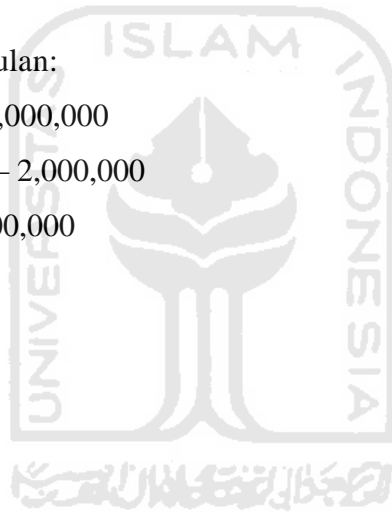 ISLAM
UNIVERSITAS
INDONESIA
ulan:
,000,000
– 2,000,000
00,000